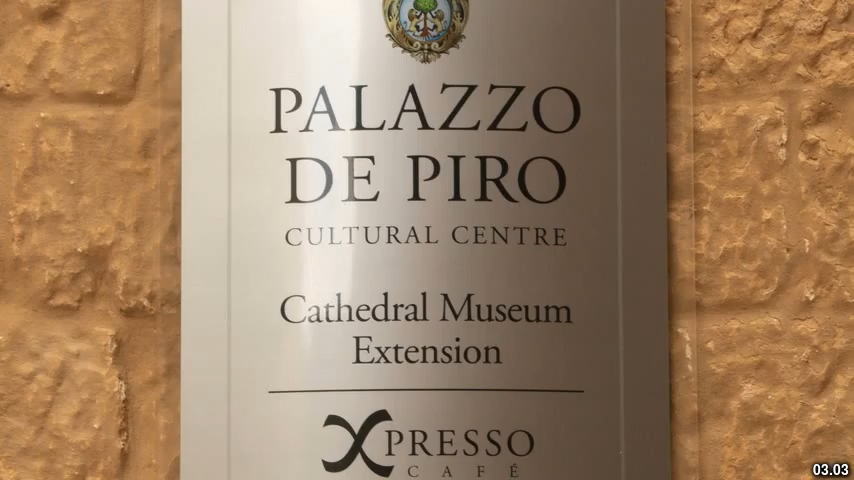 PALAZZO
DE PIRO
CULTURAL CENTRE
Cathedral Museum
Extension
XPRESSO
CAFÉ
03.03